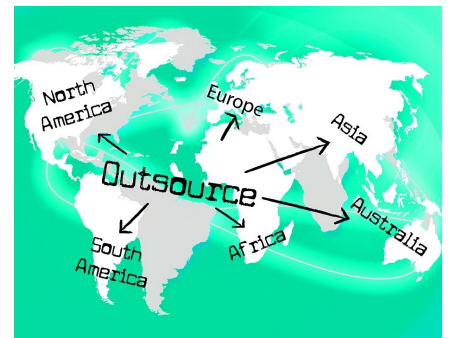 North
America
Europe
Asia
Outsource
Australia
Africa
South
America